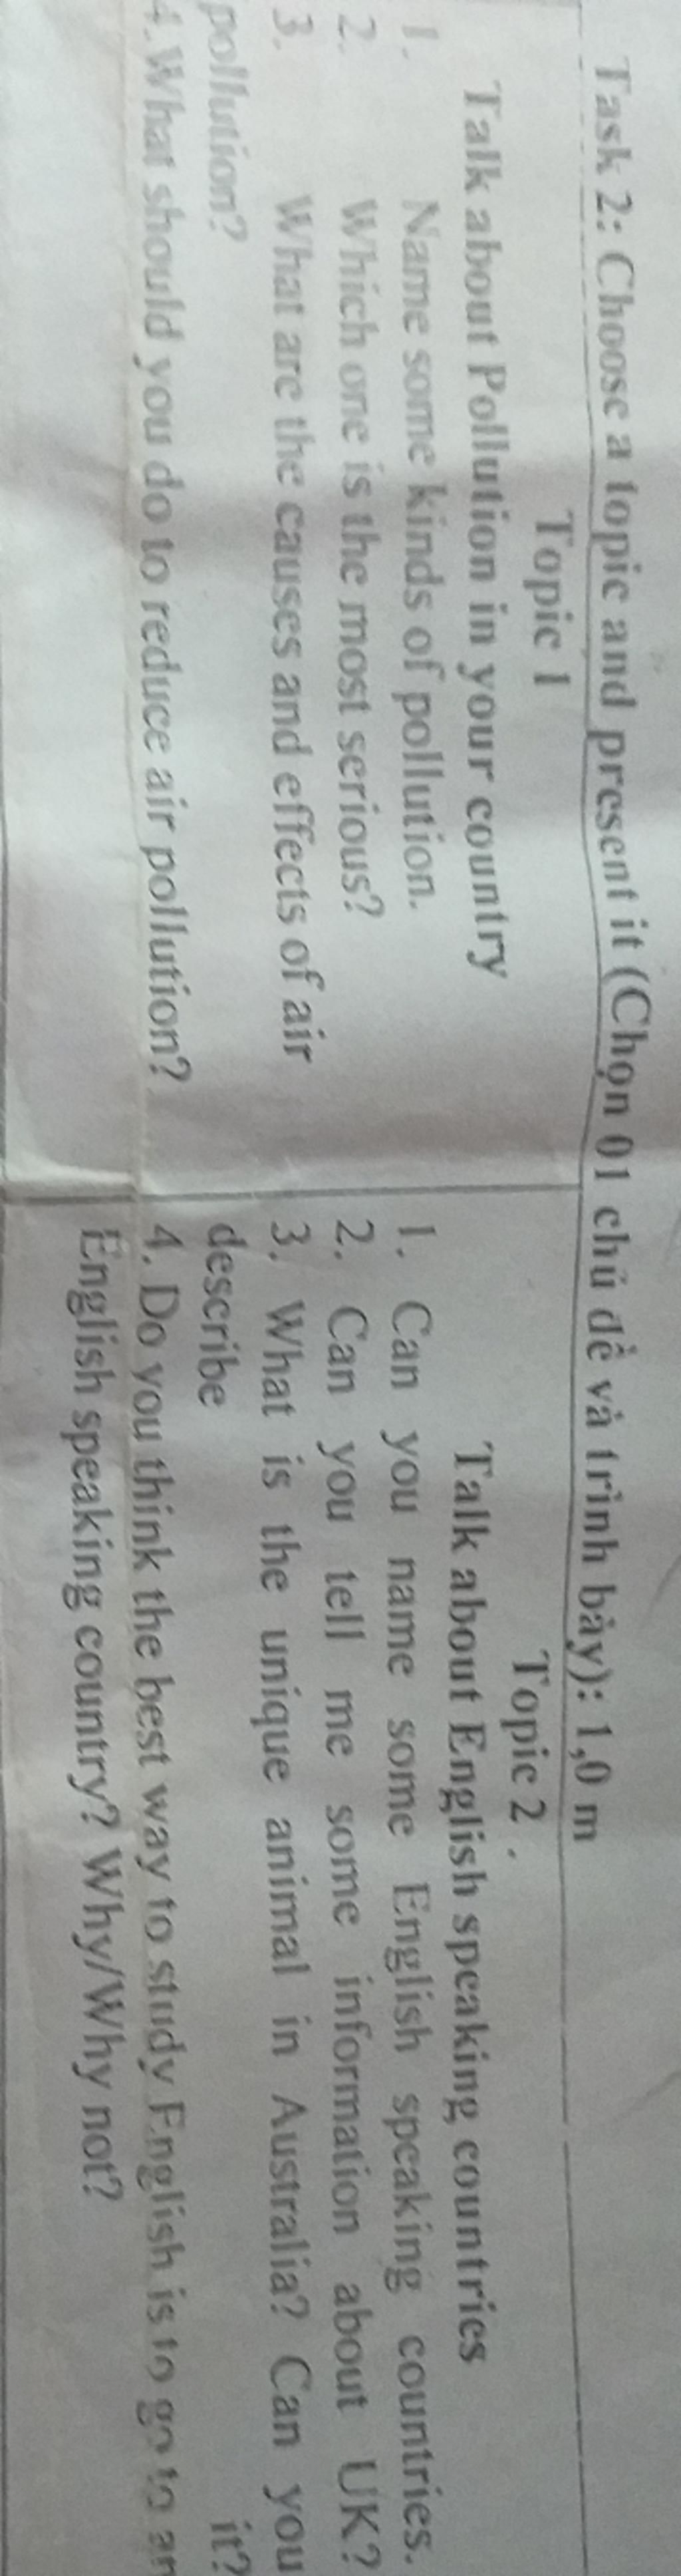 Task 2: Choose a topic and present it (Chọn 01 chủ đề và trình bày): 1,0 m
Topic 1
Talk about Pollution in your country
1. Name some kinds of pollution.
2. Which one is the most serious?
3. What are the causes and effects of air
pollution?
4. What should you do to reduce air pollution?
Topic 2 .
Talk about English speaking countries
1. Can you name some English speaking countries.
2. Can you tell me some information about UK?
3. What is the unique animal in Australia? Can you
describe it?
4. Do you think the best way to study English is to go to an
English speaking country? Why/Why not?